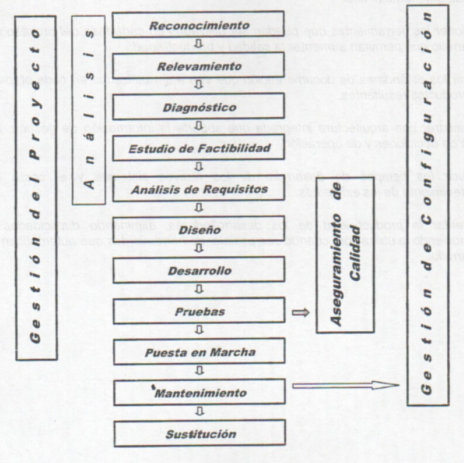 Gestión del Proyecto
Análisis
Reconocimiento
Relevamiento
Diagnóstico
Estudio de Factibilidad
Análisis de Requisitos
Diseño
Desarrollo
Pruebas
Puesta en Marcha
Mantenimiento
Sustitución
Aseguramiento de
Calidad
Gestión de Configuración